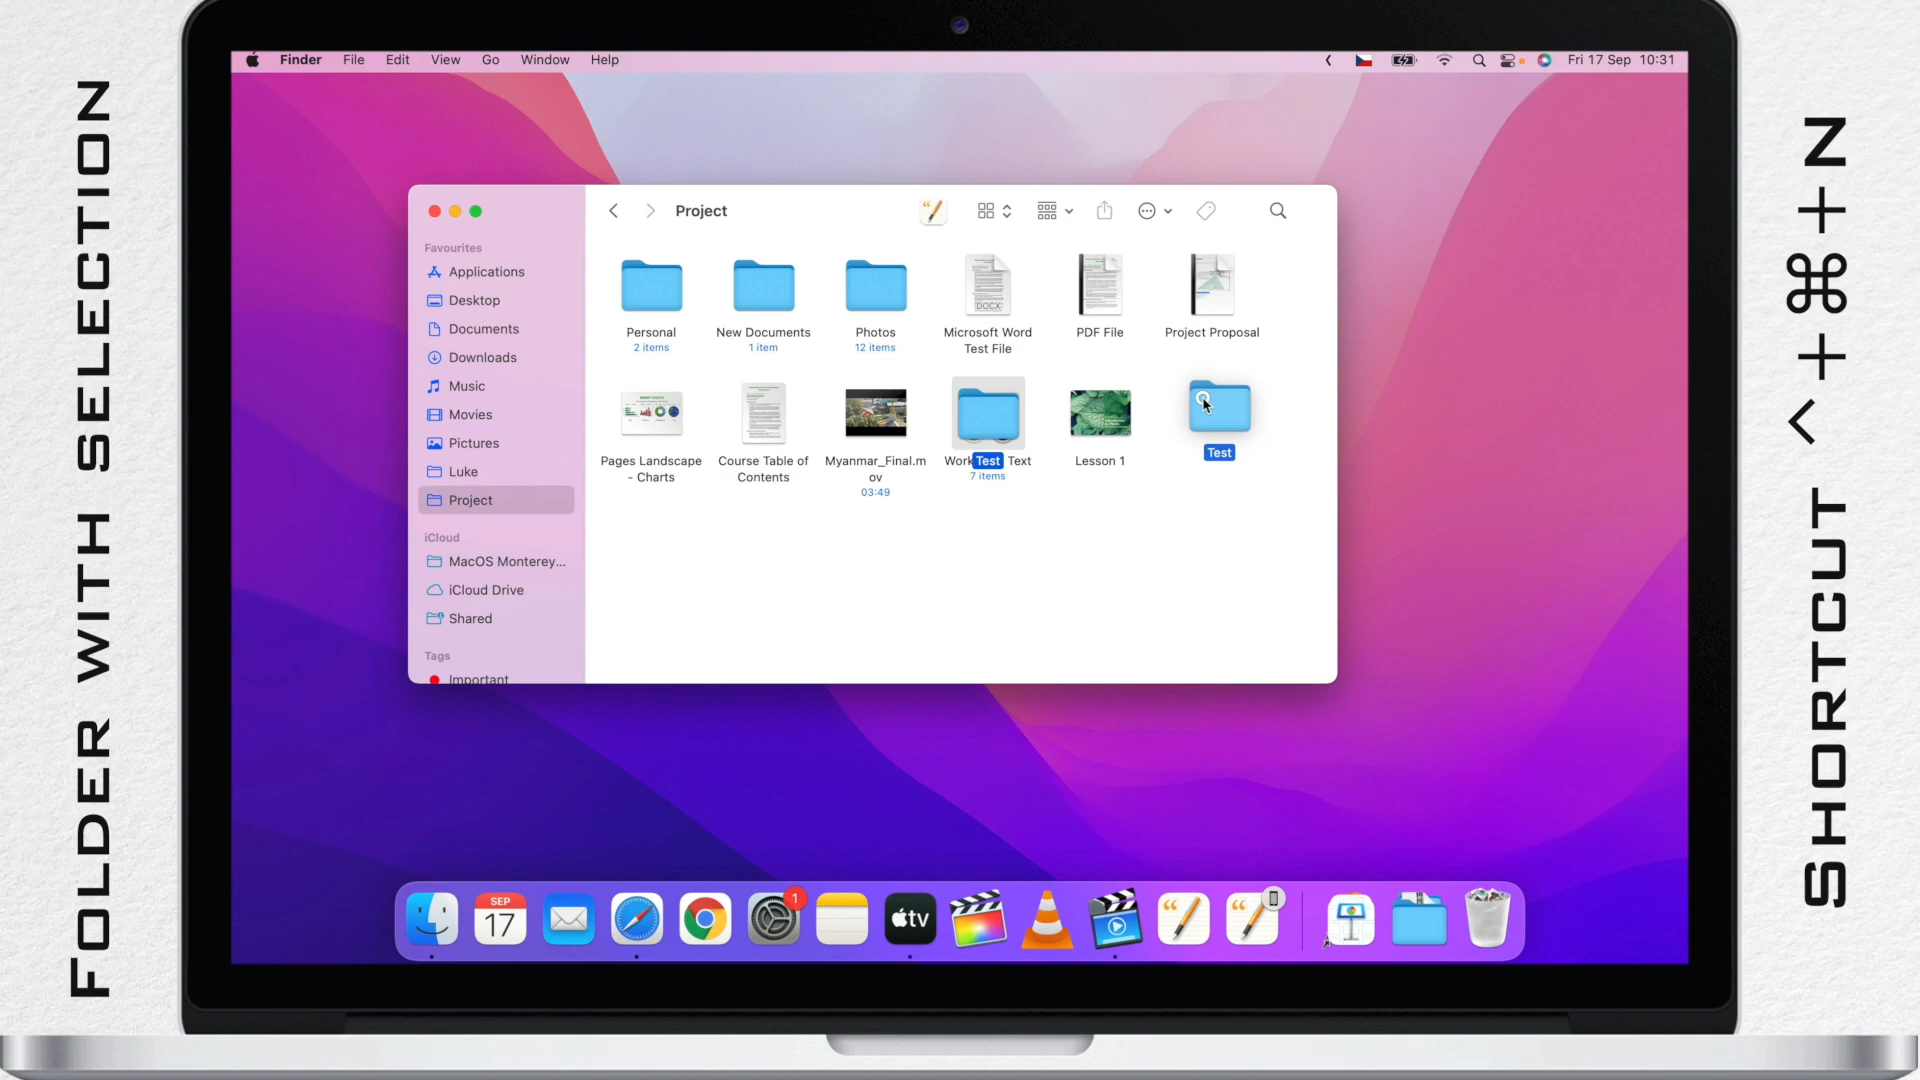 FOLDER WITH SELECTION
Finder File Edit View Go Window Help
Fri 17 Sep 10:31
Project
Favourites
Applications
Desktop
Documents
Downloads
Music
Movies
Pictures
Luke
Project
iCloud
MacOS Monterey...
iCloud Drive
Shared
Tags
Important
Personal
2 items
New Documents
1 item
Photos
12 items
DOCX
Microsoft Word
Test File
PDF File
Project Proposal
Pages Landscape
- Charts
Course Table of
Contents
Myanmar_Final.m
ov
03:49
Work Test Text
7 items
Lesson 1
Test
SEP
17
1
tv
SHORTCUT ^ + ⌘ + N